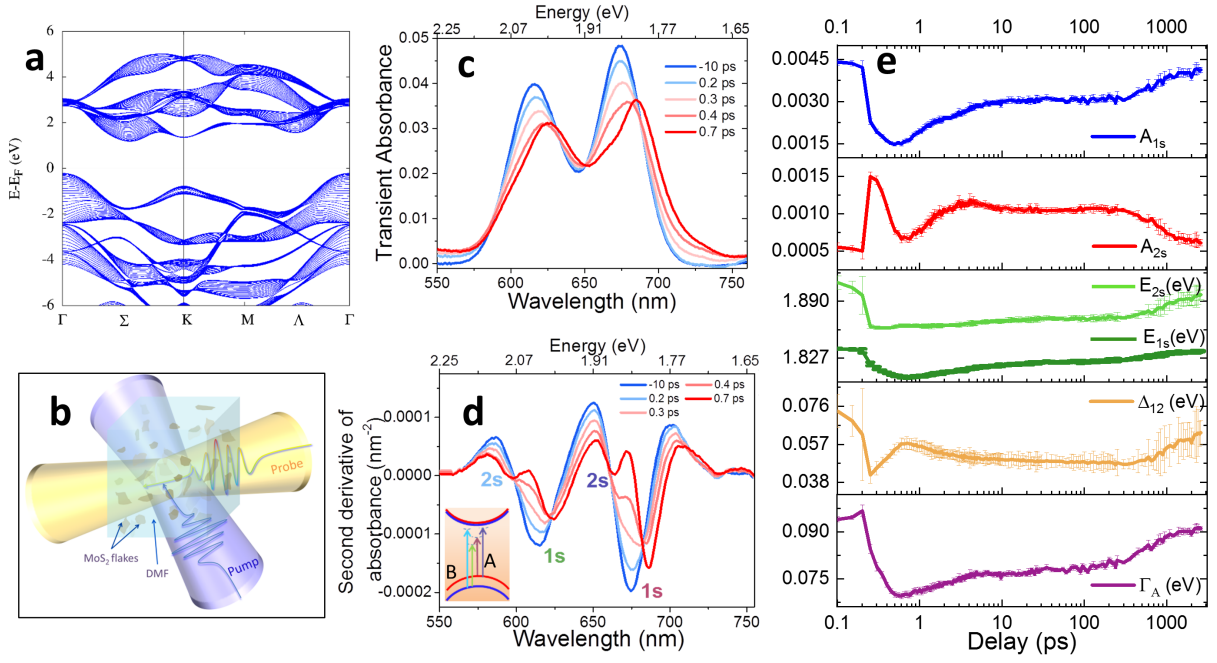 a
6
4
2
0
-2
-4
-6
E-E_F (eV)
Γ Σ K M Λ Γ
b
Probe
MoS₂ flakes
DMF
Pump
Energy (eV)
2.25 2.07 1.91 1.77 1.65
c
-10 ps
0.2 ps
0.3 ps
0.4 ps
0.7 ps
0.05
0.04
0.03
0.02
0.01
0.00
Transient Absorbance
550 600 650 700
Wavelength (nm)
Energy (eV)
2.25 2.07 1.91 1.77 1.65
d
-10 ps
0.2 ps
0.3 ps
0.4 ps
0.7 ps
0.0001
0.0000
-0.0001
-0.0002
Second derivative of
absorbance (nm⁻²)
2s
2s
1s
1s
B
A
550 600 650 700 750
Wavelength (nm)
0.1 1 10 100 1000
e
0.0045
0.0030
0.0015
A₁ₛ
0.0015
0.0010
0.0005
A₂ₛ
1.890
E₂ₛ(eV)
E₁ₛ(eV)
1.827
0.076
0.057
0.038
Δ₁₂ (eV)
0.090
0.075
Γ_A (eV)
0.1 1 10 100 1000
Delay (ps)